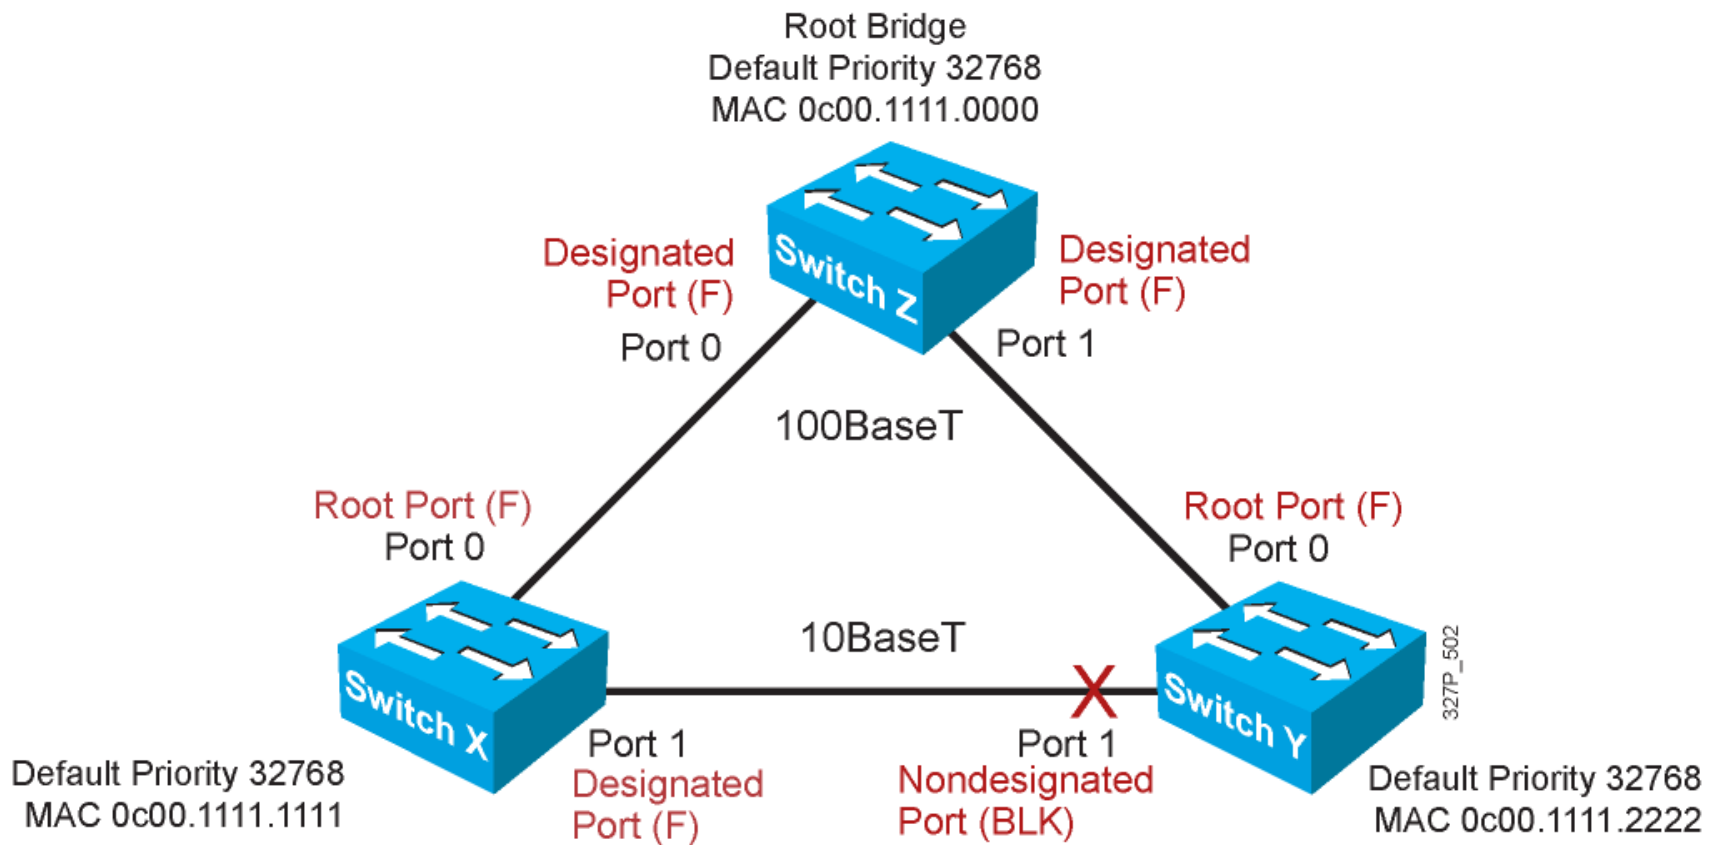 Root Bridge
Default Priority 32768
MAC 0c00.1111.0000
Switch Z
Designated
Port (F)
Port 0
Designated
Port (F)
Port 1
100BaseT
Root Port (F)
Port 0
Root Port (F)
Port 0
10BaseT
X
Switch X
Switch Y
327P_502
Port 1
Designated
Port (F)
Port 1
Nondesignated
Port (BLK)
Default Priority 32768
MAC 0c00.1111.1111
Default Priority 32768
MAC 0c00.1111.2222